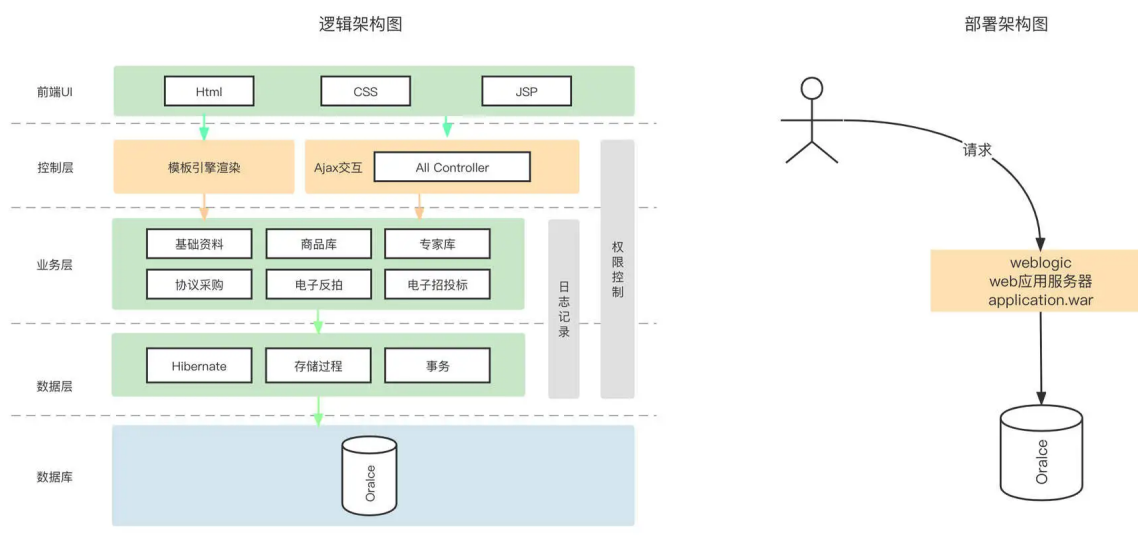 逻辑架构图
部署架构图
前端UI
Html
CSS
JSP
控制层
模板引擎渲染
Ajax交互
All Controller
业务层
基础资料
商品库
专家库
协议采购
电子反拍
电子招投标
日志记录
权限控制
数据层
Hibernate
存储过程
事务
数据库
Oralce
请求
weblogic
web应用服务器
application.war
Oralce